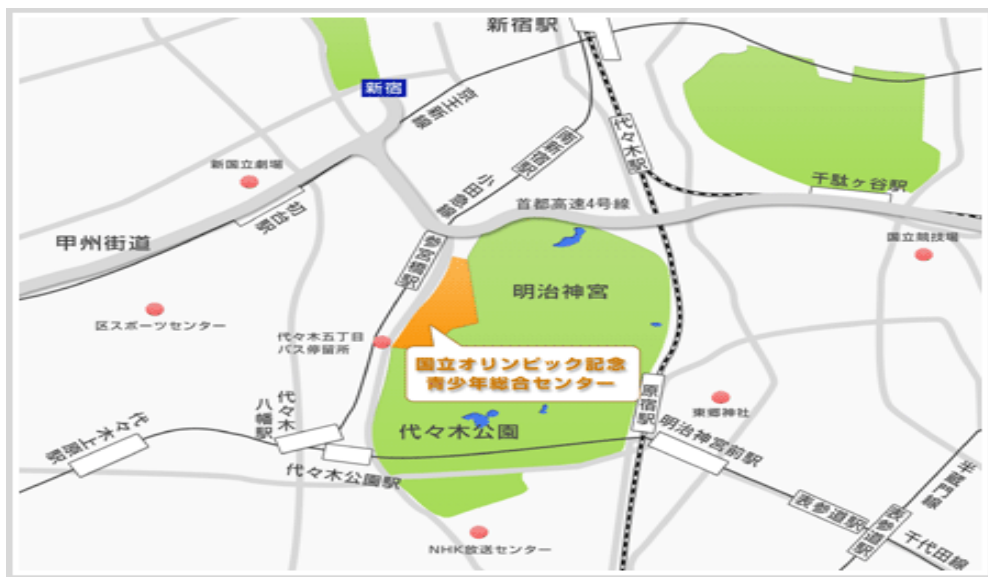 新宿駅
新宿
京王新線
南新宿駅
代々木駅
新国立劇場
小田急線
千駄ヶ谷駅
初台駅
首都高速4号線
甲州街道
参宮橋駅
国立競技場
明治神宮
区スポーツセンター
代々木五丁目
バス停留所
国立オリンピック記念
青少年総合センター
原宿駅
東郷神社
代々木
八幡駅
代々木公園
明治神宮前駅
代々木上原駅
代々木公園駅
半蔵門線
表参道駅
表参道駅
千代田線
NHK放送センター